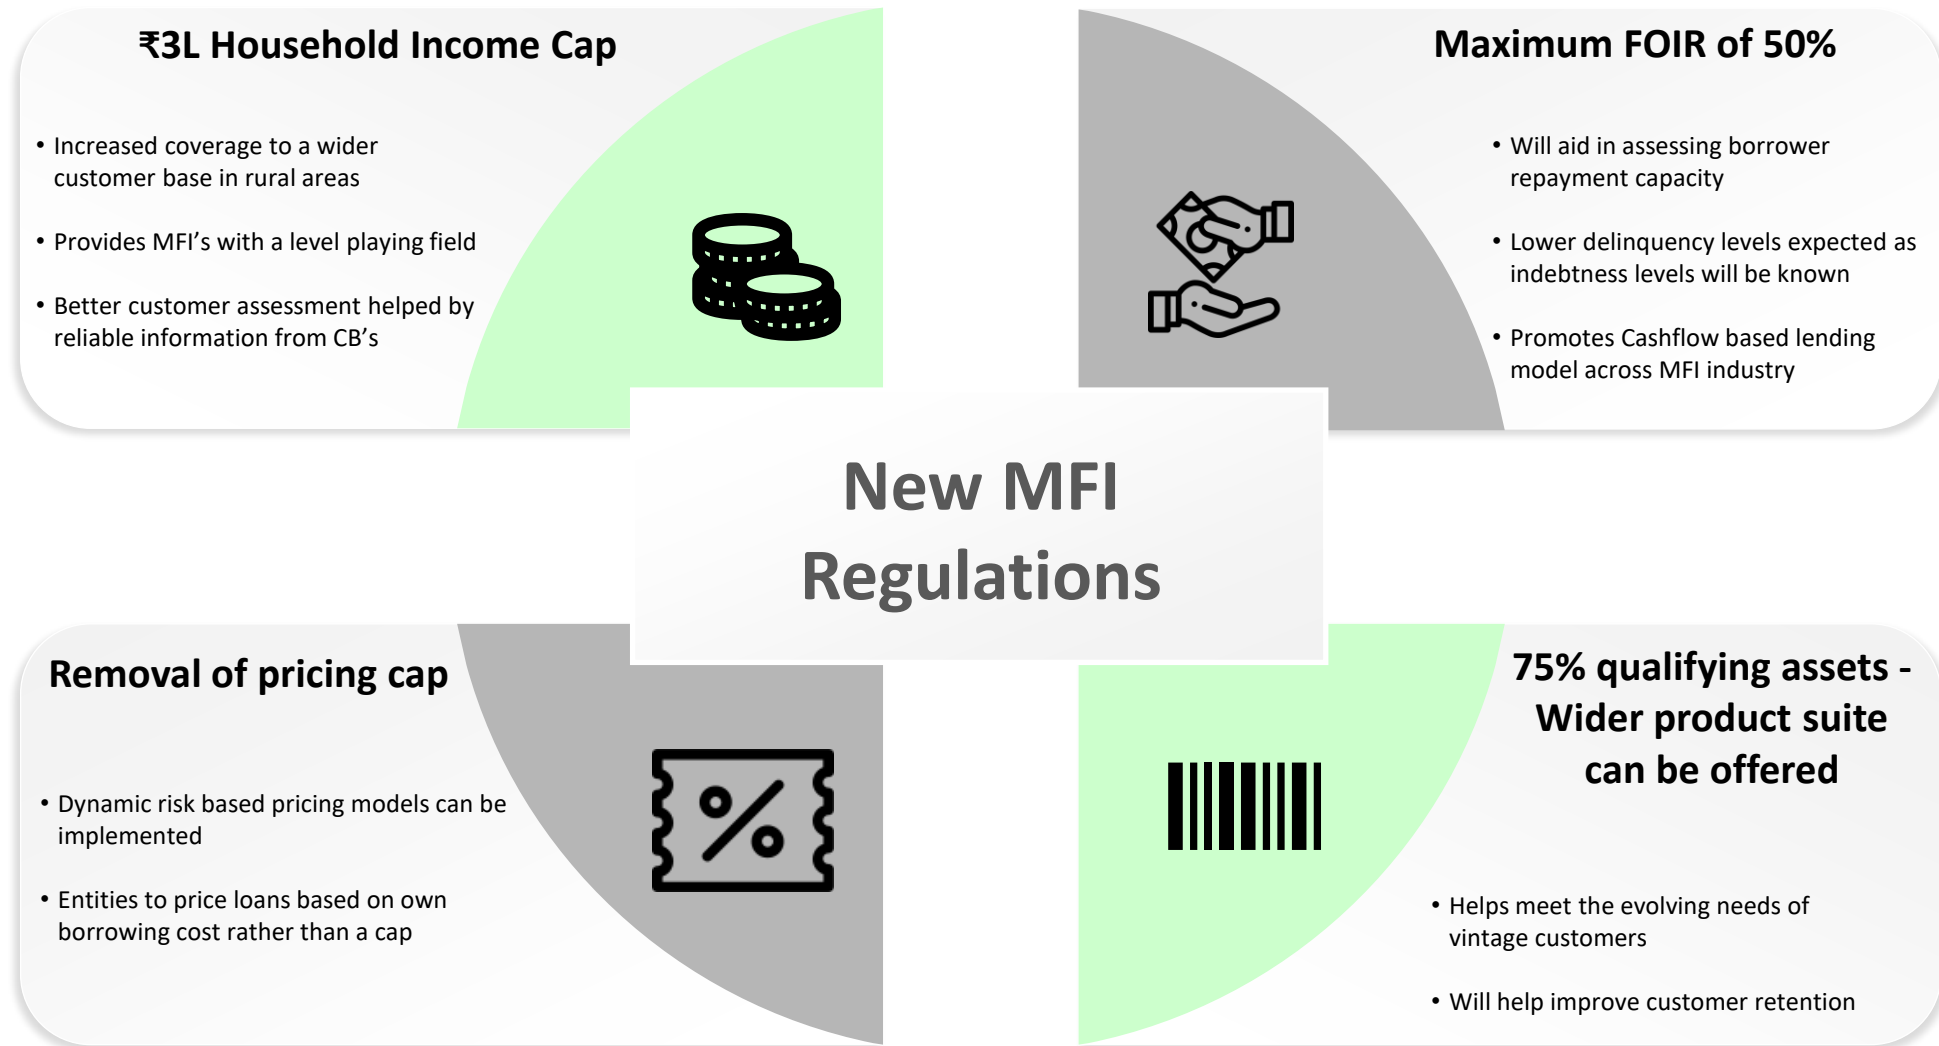 ₹3L Household Income Cap
• Increased coverage to a wider
customer base in rural areas
• Provides MFI’s with a level playing field
• Better customer assessment helped by
reliable information from CB’s
Maximum FOIR of 50%
• Will aid in assessing borrower
repayment capacity
• Lower delinquency levels expected as
indebtness levels will be known
• Promotes Cashflow based lending
model across MFI industry
New MFI
Regulations
Removal of pricing cap
• Dynamic risk based pricing models can be
implemented
• Entities to price loans based on own
borrowing cost rather than a cap
75% qualifying assets -
Wider product suite
can be offered
• Helps meet the evolving needs of
vintage customers
• Will help improve customer retention